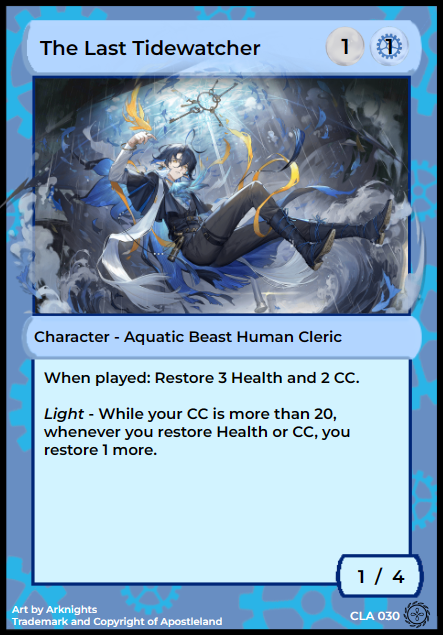 The Last Tidewatcher
1 1
Character - Aquatic Beast Human Cleric
When played: Restore 3 Health and 2 CC.
Light - While your CC is more than 20,
whenever you restore Health or CC, you
restore 1 more.
1 / 4
Art by Arknights
Trademark and Copyright of Apostleland
CLA 030